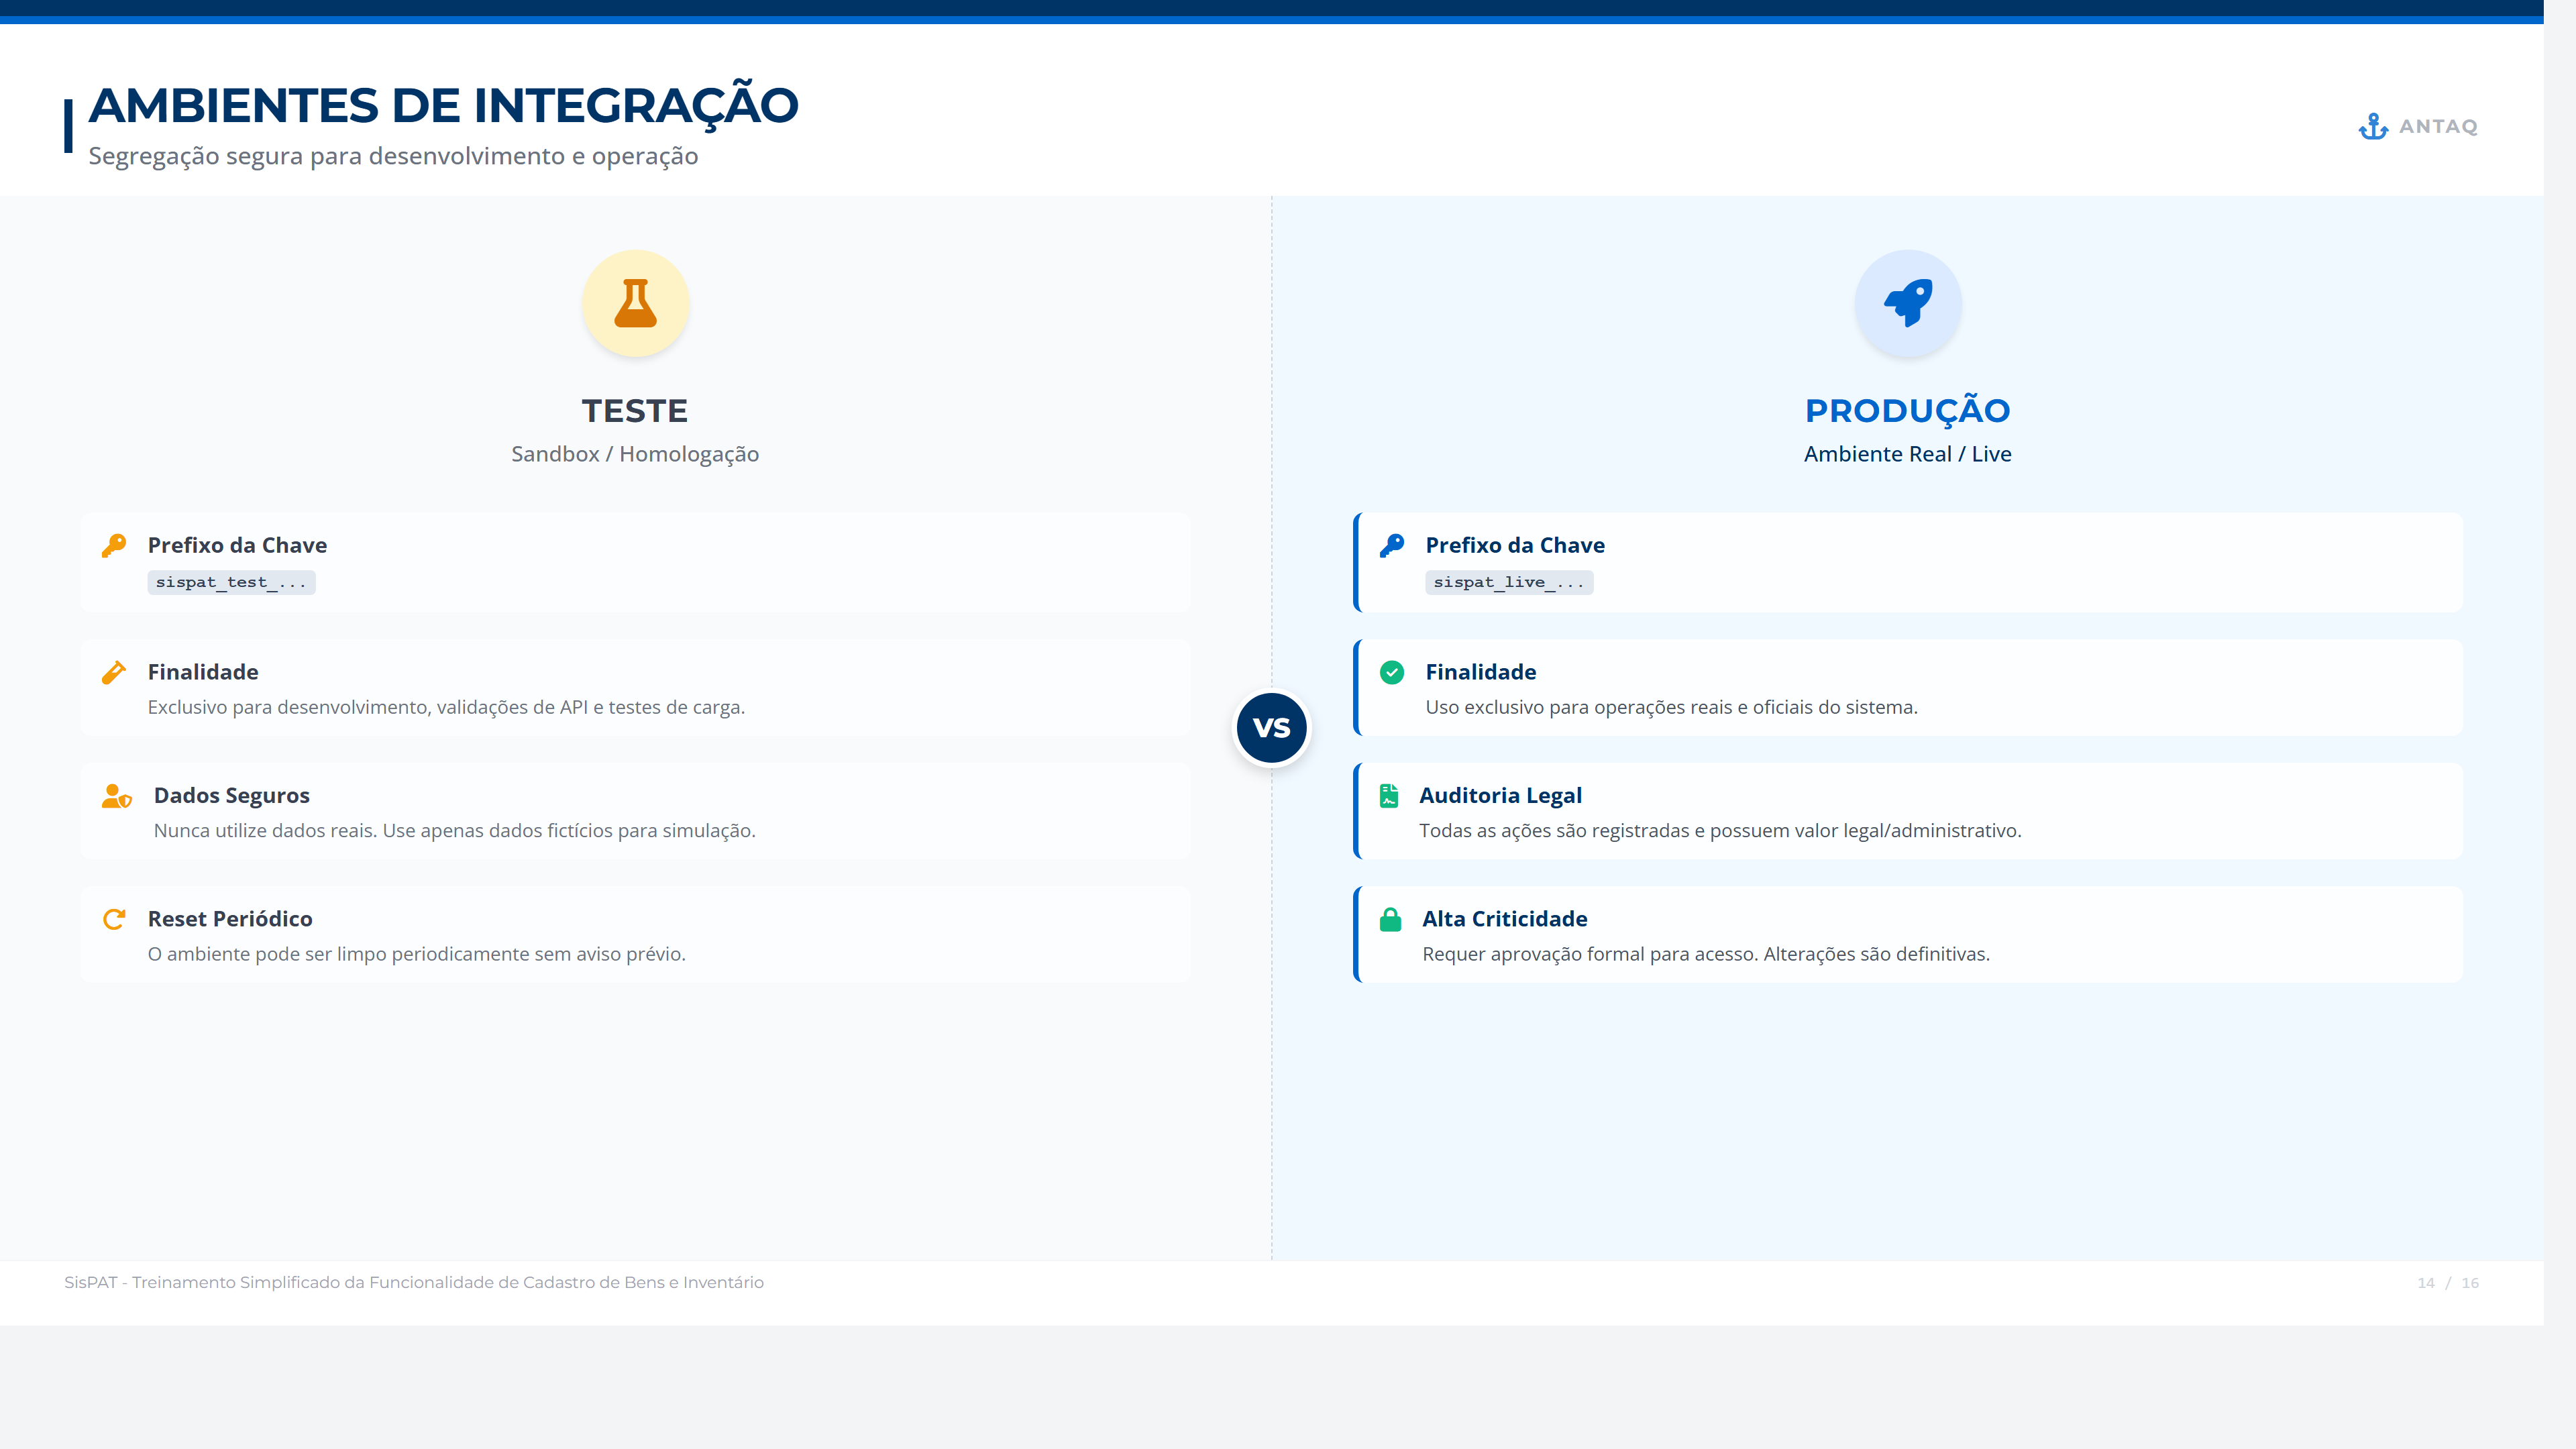 AMBIENTES DE INTEGRAÇÃO
Segregação segura para desenvolvimento e operação
ANTAQ
TESTE
Sandbox / Homologação
Prefixo da Chave
sispat_test_...
Finalidade
Exclusivo para desenvolvimento, validações de API e testes de carga.
Dados Seguros
Nunca utilize dados reais. Use apenas dados fictícios para simulação.
Reset Periódico
O ambiente pode ser limpo periodicamente sem aviso prévio.
VS
PRODUÇÃO
Ambiente Real / Live
Prefixo da Chave
sispat_live_...
Finalidade
Uso exclusivo para operações reais e oficiais do sistema.
Auditoria Legal
Todas as ações são registradas e possuem valor legal/administrativo.
Alta Criticidade
Requer aprovação formal para acesso. Alterações são definitivas.
SisPAT - Treinamento Simplificado da Funcionalidade de Cadastro de Bens e Inventário
14 / 16